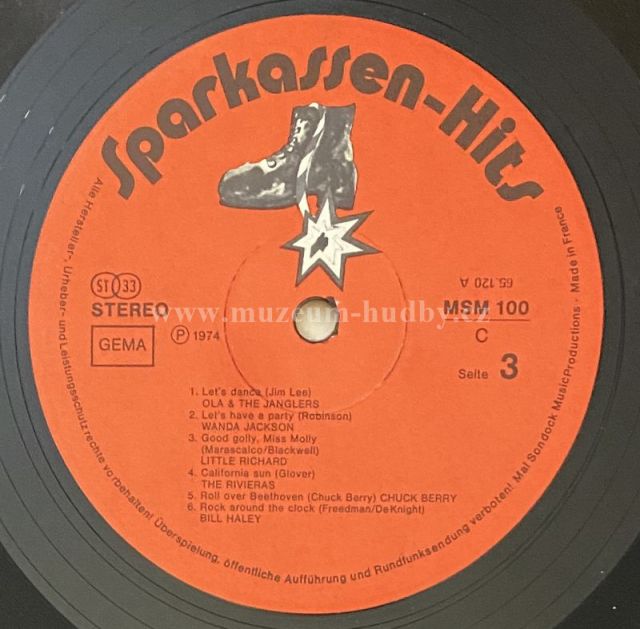 Sparkassen-Hits
ST 33
STEREO
GEMA
P 1974
65.120 A
MSM 100
C
Seite 3
www.muzeum-hudby.cz
1. Let's dance (Jim Lee)
OLA & THE JANGLERS
2. Let's have a party (Robinson)
WANDA JACKSON
3. Good golly, Miss Molly
(Marascalco/Blackwell)
LITTLE RICHARD
4. California sun (Glover)
THE RIVIERAS
5. Roll over Beethoven (Chuck Berry) CHUCK BERRY
6. Rock around the clock (Freedman/DeKnight)
BILL HALEY
Alle Hersteller- Urheber- und Leistungsschutzrechte vorbehalten! Überspielung, öffentliche Aufführung und Rundfunksendung verboten! Mal Sondock MusicProductions - Made in France